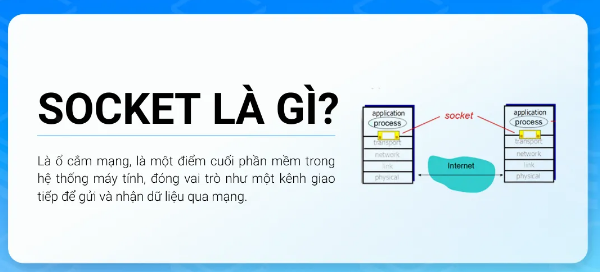 SOCKET LÀ GÌ?
Là ổ cắm mạng, là một điểm cuối phần mềm trong
hệ thống máy tính, đóng vai trò như một kênh giao
tiếp để gửi và nhận dữ liệu qua mạng.
application
process
transport
network
link
physical
socket
Internet
application
process
transport
network
link
physical